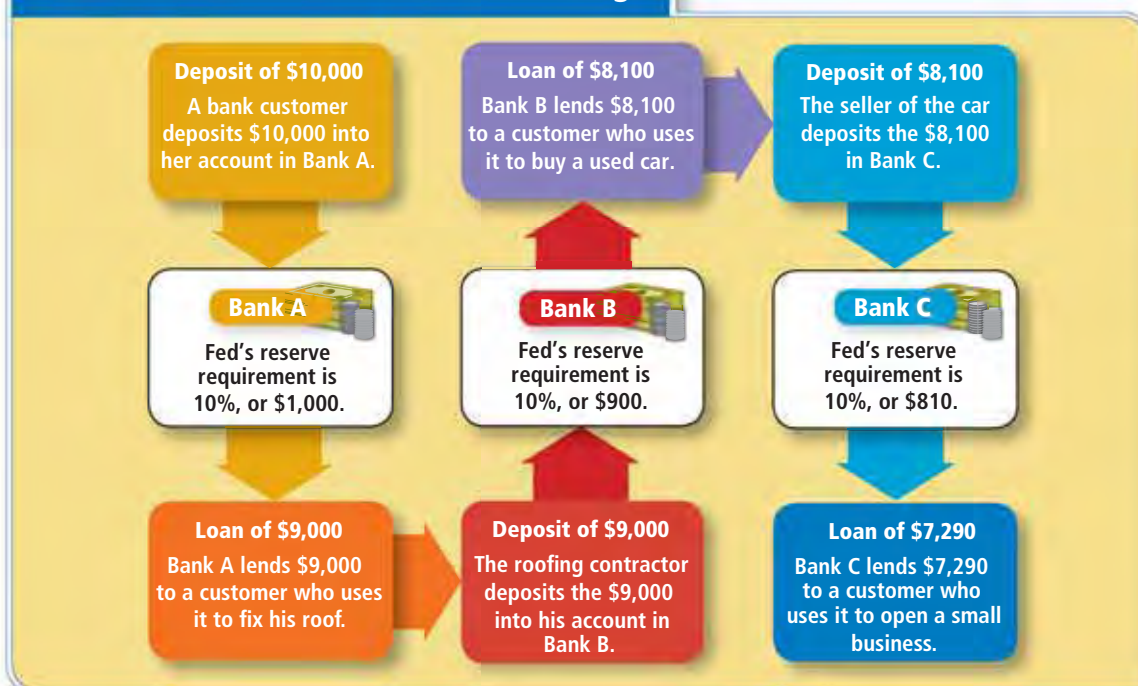 Deposit of $10,000
A bank customer
deposits $10,000 into
her account in Bank A.
Bank A
Fed's reserve
requirement is
10%, or $1,000.
Loan of $9,000
Bank A lends $9,000
to a customer who uses
it to fix his roof.
Deposit of $9,000
The roofing contractor
deposits the $9,000
into his account in
Bank B.
Bank B
Fed's reserve
requirement is
10%, or $900.
Loan of $8,100
Bank B lends $8,100
to a customer who uses
it to buy a used car.
Deposit of $8,100
The seller of the car
deposits the $8,100
in Bank C.
Bank C
Fed's reserve
requirement is
10%, or $810.
Loan of $7,290
Bank C lends $7,290
to a customer who
uses it to open a small
business.